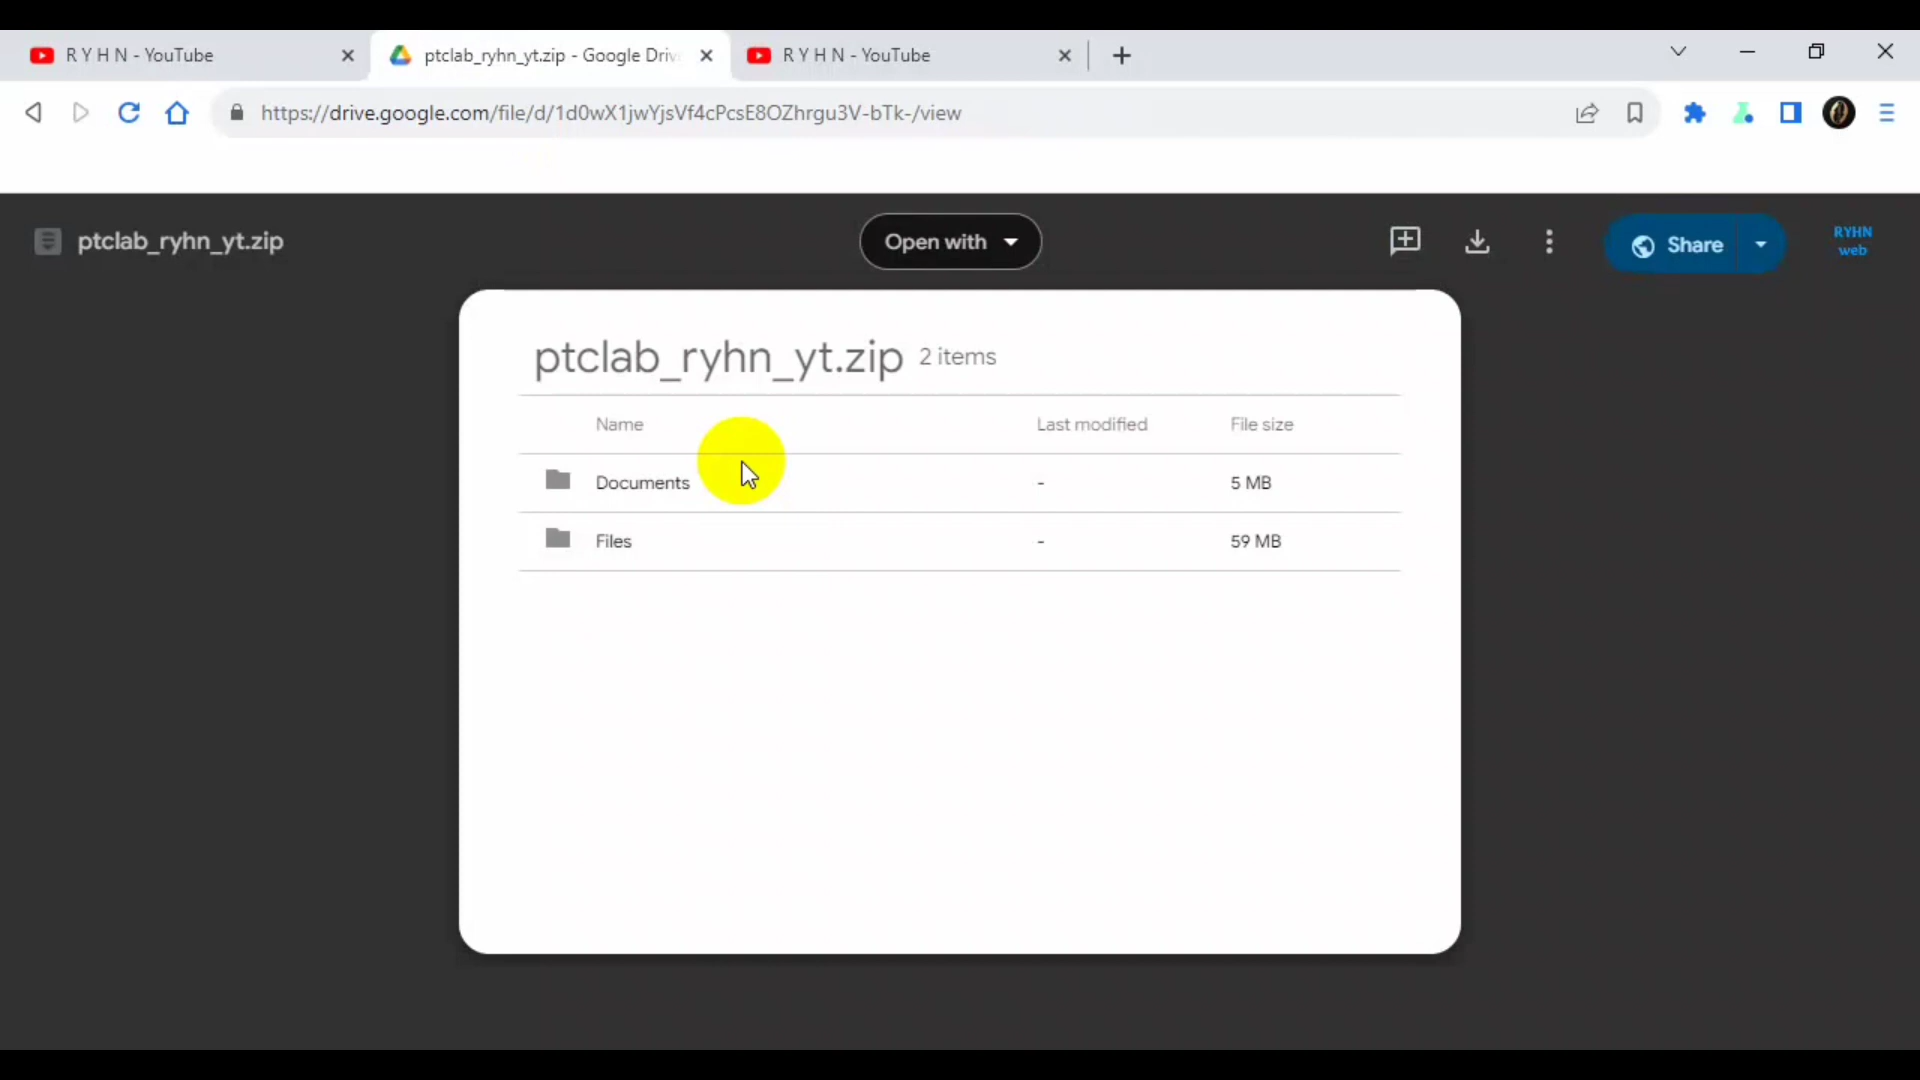 R Y H N - YouTube
ptclab_ryhn_yt.zip - Google Driv
R Y H N - YouTube
https://drive.google.com/file/d/1d0wX1jwYjsVf4cPcsE8OZhrgu3V-bTk-/view
ptclab_ryhn_yt.zip
Open with
Share
RYHN
web
ptclab_ryhn_yt.zip 2 items
Name Last modified File size
Documents - 5 MB
Files - 59 MB